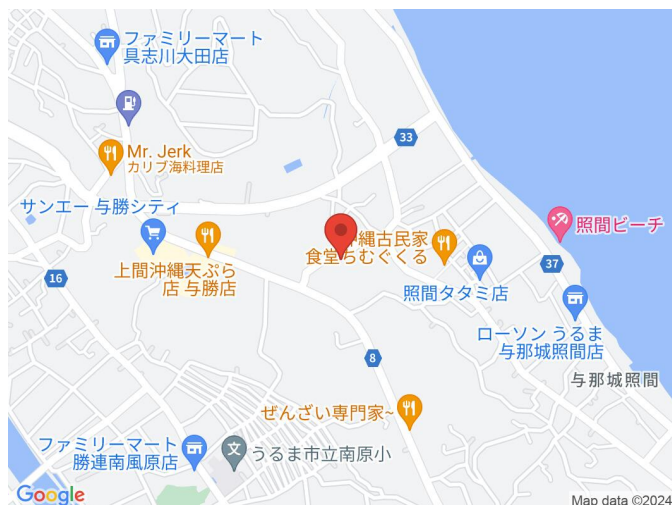 ファミリーマート
具志川大田店
33
Mr. Jerk
カリブ海料理店
サンエー 与勝シティ
照間ビーチ
沖縄古民家
食堂ちむぐくる
37
16
上間沖縄天ぷら
店 与勝店
照間タタミ店
ローソン うるま
与那城照間店
8
与那城照間
ぜんざい専門家~
ファミリーマート
勝連南風原店
文
うるま市立南原小
Google
Map data ©2024